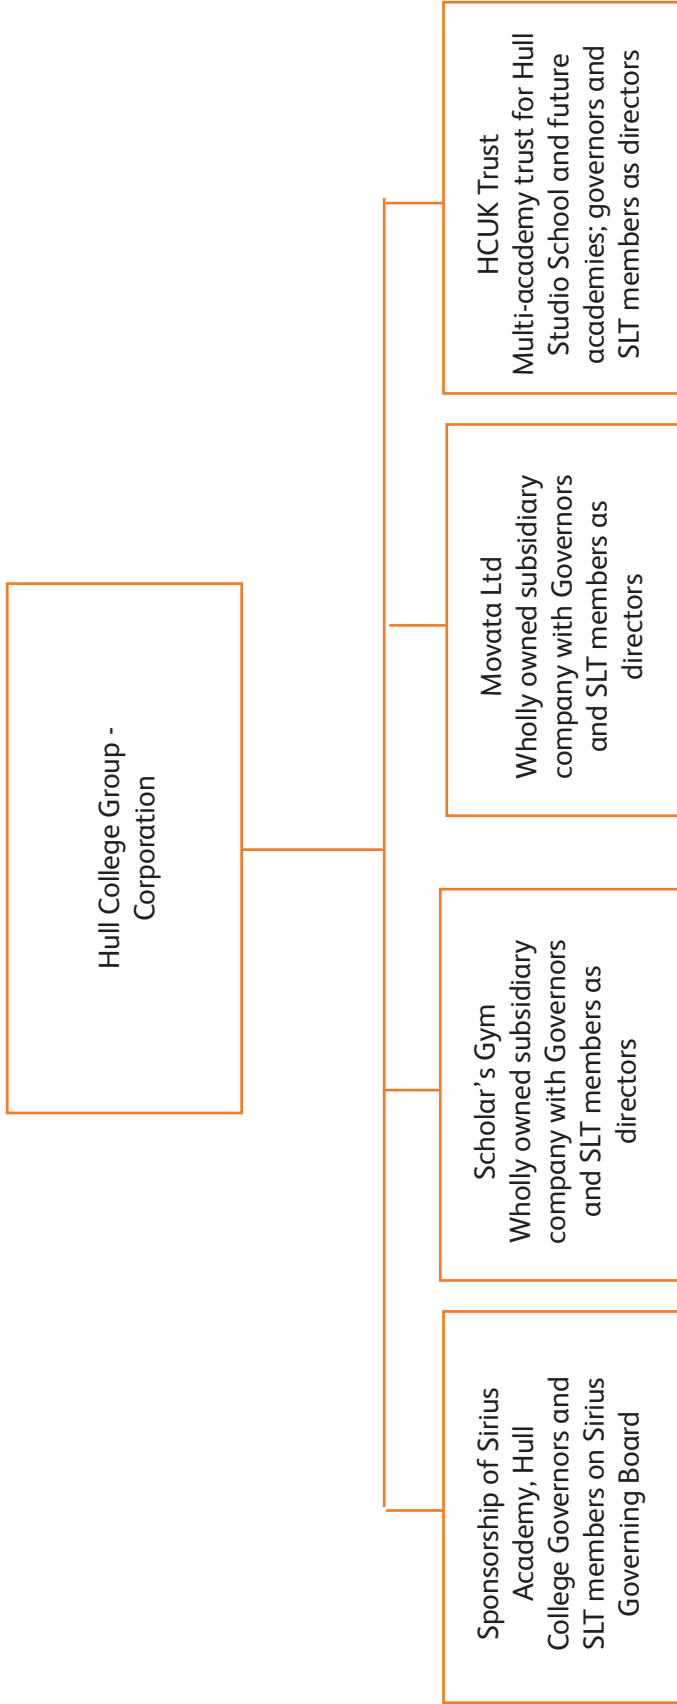 Hull College Group -
Corporation
Sponsorship of Sirius
Academy, Hull
College Governors and
SLT members on Sirius
Governing Board
Scholar’s Gym
Wholly owned subsidiary
company with Governors
and SLT members as
directors
Movata Ltd
Wholly owned subsidiary
company with Governors
and SLT members as
directors
HCUK Trust
Multi-academy trust for Hull
Studio School and future
academies; governors and
SLT members as directors